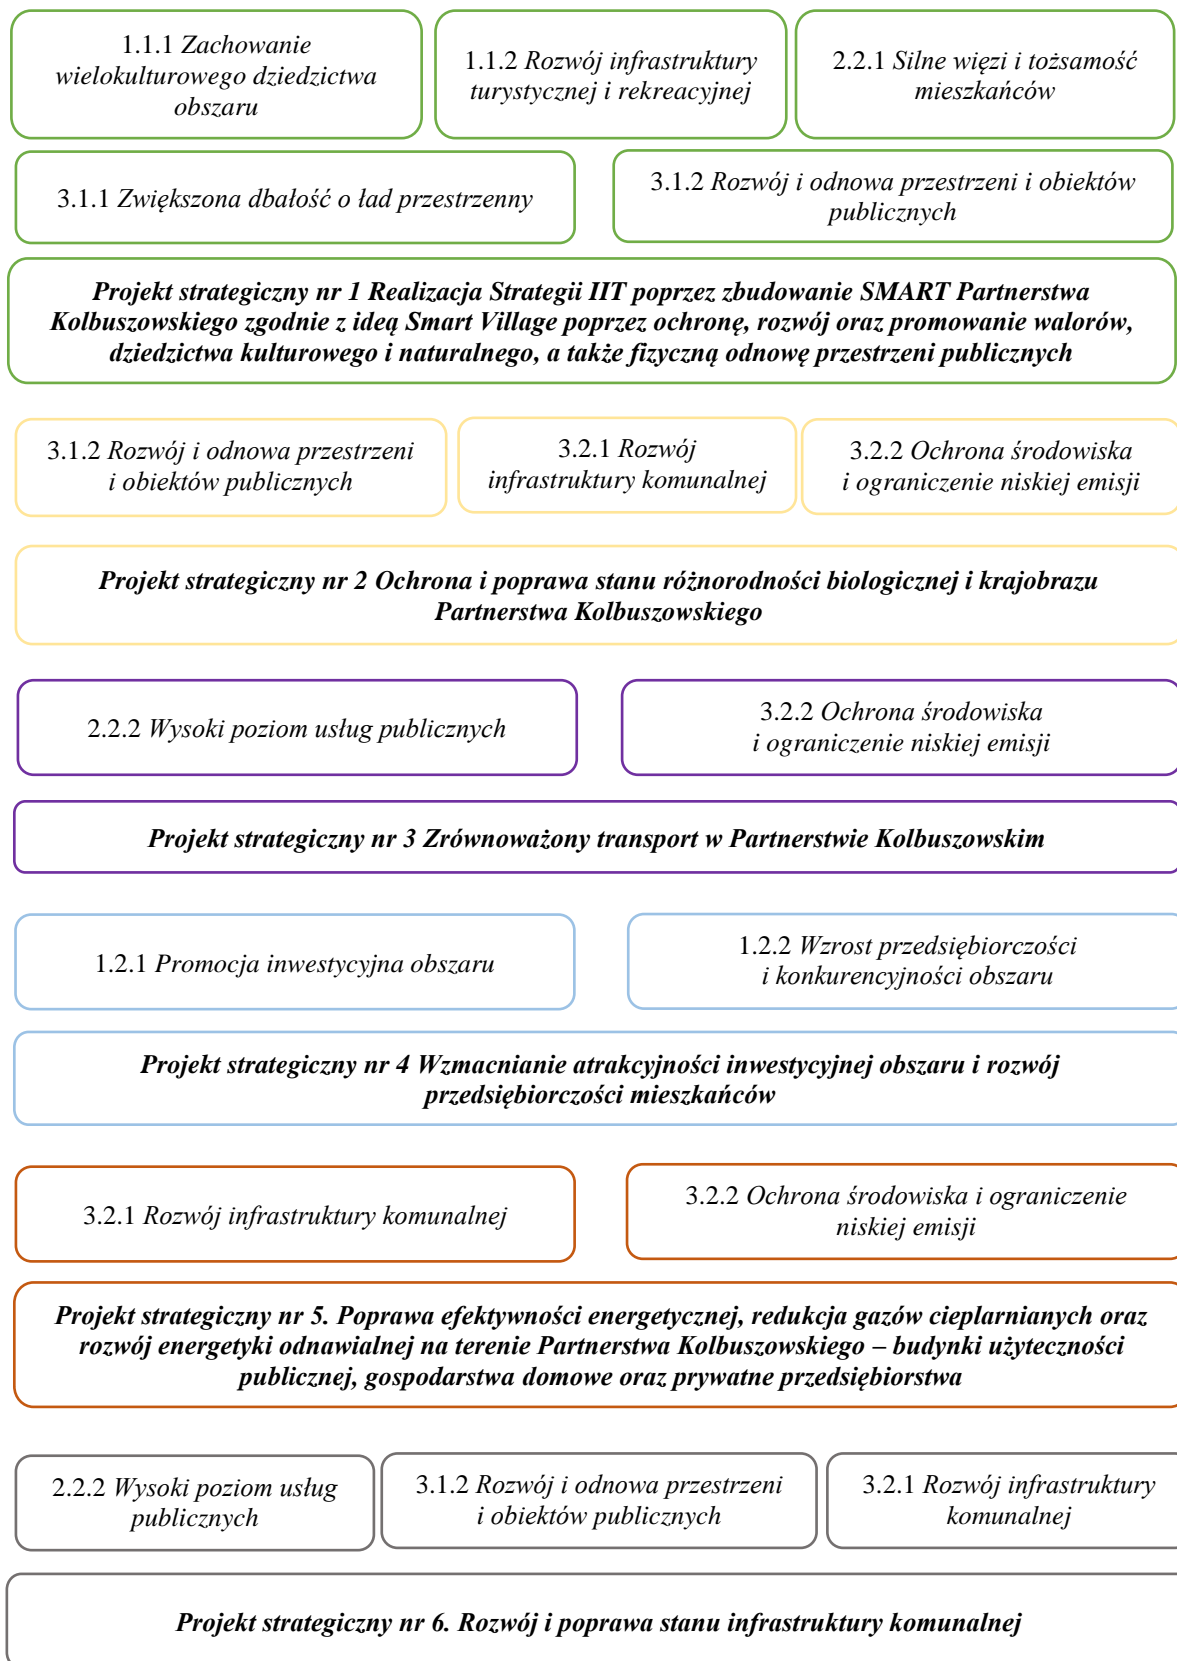 1.1.1 Zachowanie
wielokulturowego dziedzictwa
obszaru
1.1.2 Rozwój infrastruktury
turystycznej i rekreacyjnej
2.2.1 Silne więzi i tożsamość
mieszkańców
3.1.1 Zwiększona dbałość o ład przestrzenny
3.1.2 Rozwój i odnowa przestrzeni i obiektów
publicznych
Projekt strategiczny nr 1 Realizacja Strategii IIT poprzez zbudowanie SMART Partnerstwa
Kolbuszowskiego zgodnie z ideą Smart Village poprzez ochronę, rozwój oraz promowanie walorów,
dziedzictwa kulturowego i naturalnego, a także fizyczną odnowę przestrzeni publicznych
3.1.2 Rozwój i odnowa przestrzeni
i obiektów publicznych
3.2.1 Rozwój
infrastruktury komunalnej
3.2.2 Ochrona środowiska
i ograniczenie niskiej emisji
Projekt strategiczny nr 2 Ochrona i poprawa stanu różnorodności biologicznej i krajobrazu
Partnerstwa Kolbuszowskiego
2.2.2 Wysoki poziom usług publicznych
3.2.2 Ochrona środowiska
i ograniczenie niskiej emisji
Projekt strategiczny nr 3 Zrównoważony transport w Partnerstwie Kolbuszowskim
1.2.1 Promocja inwestycyjna obszaru
1.2.2 Wzrost przedsiębiorczości
i konkurencyjności obszaru
Projekt strategiczny nr 4 Wzmacnianie atrakcyjności inwestycyjnej obszaru i rozwój
przedsiębiorczości mieszkańców
3.2.1 Rozwój infrastruktury komunalnej
3.2.2 Ochrona środowiska i ograniczenie
niskiej emisji
Projekt strategiczny nr 5. Poprawa efektywności energetycznej, redukcja gazów cieplarnianych oraz
rozwój energetyki odnawialnej na terenie Partnerstwa Kolbuszowskiego – budynki użyteczności
publicznej, gospodarstwa domowe oraz prywatne przedsiębiorstwa
2.2.2 Wysoki poziom usług
publicznych
3.1.2 Rozwój i odnowa przestrzeni
i obiektów publicznych
3.2.1 Rozwój infrastruktury
komunalnej
Projekt strategiczny nr 6. Rozwój i poprawa stanu infrastruktury komunalnej